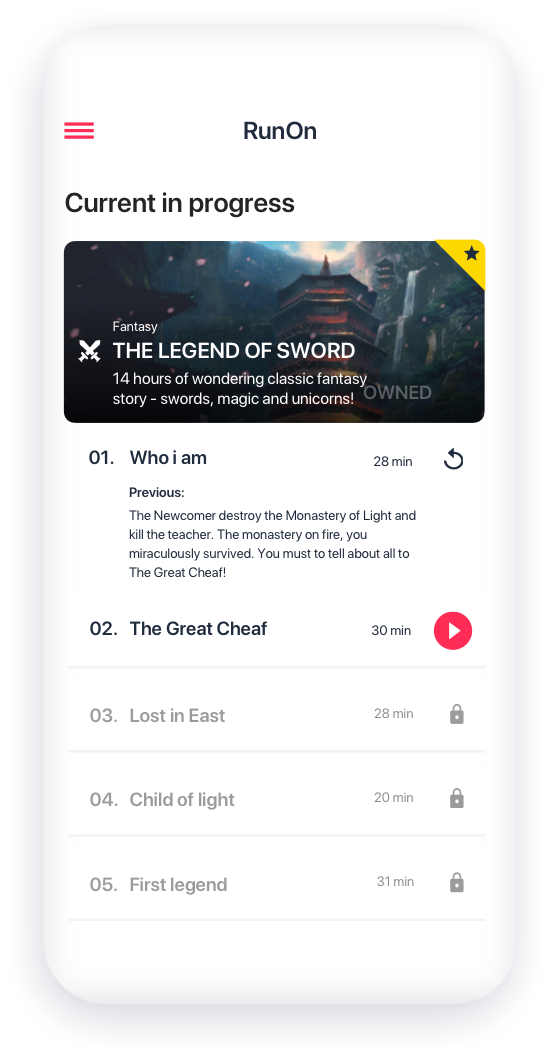 RunOn
Current in progress
Fantasy
THE LEGEND OF SWORD
14 hours of wondering classic fantasy
story - swords, magic and unicorns!
OWNED
01. Who i am 28 min
Previous:
The Newcomer destroy the Monastery of Light and
kill the teacher. The monastery on fire, you
miraculously survived. You must to tell about all to
The Great Cheaf!
02. The Great Cheaf 30 min
03. Lost in East 28 min
04. Child of light 20 min
05. First legend 31 min